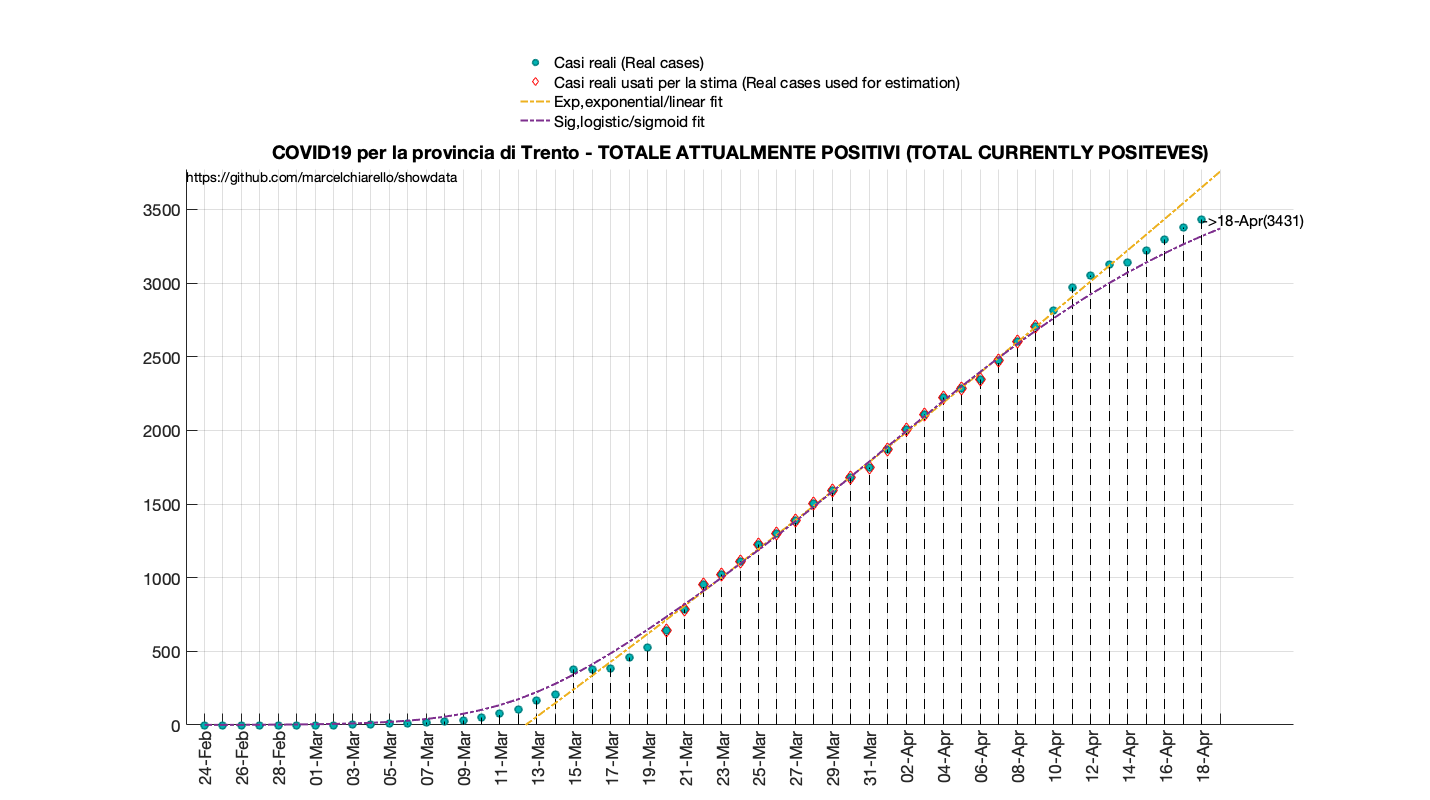 Casi reali (Real cases)
Casi reali usati per la stima (Real cases used for estimation)
Exp,exponential/linear fit
Sig,logistic/sigmoid fit
COVID19 per la provincia di Trento - TOTALE ATTUALMENTE POSITIVI (TOTAL CURRENTLY POSITEVES)
https://github.com/marcelchiarello/showdata
3500
->18-Apr(3431)
3000
2500
2000
1500
1000
500
0
24-Feb
26-Feb
28-Feb
01-Mar
03-Mar
05-Mar
07-Mar
09-Mar
11-Mar
13-Mar
15-Mar
17-Mar
19-Mar
21-Mar
23-Mar
25-Mar
27-Mar
29-Mar
31-Mar
02-Apr
04-Apr
06-Apr
08-Apr
10-Apr
12-Apr
14-Apr
16-Apr
18-Apr